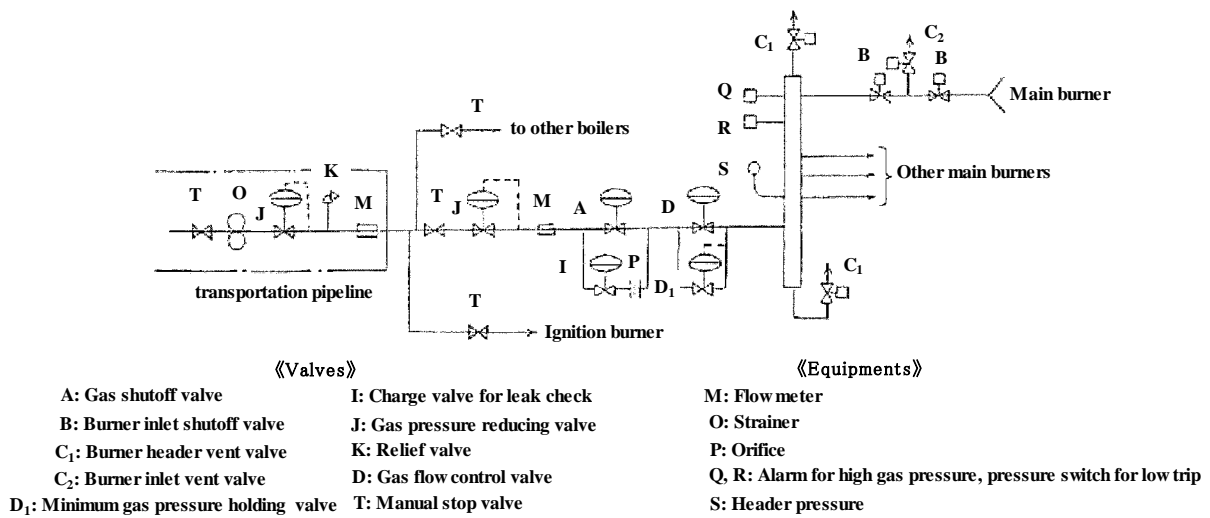 C₁
C₂
B
B
Q
Main burner
R
T
to other boilers
K
S
Other main burners
T
O
J
M
T
J
M
A
D
I
P
D₁
C₁
transportation pipeline
T
Ignition burner
《Valves》
《Equipments》
A: Gas shutoff valve
I: Charge valve for leak check
M: Flow meter
B: Burner inlet shutoff valve
J: Gas pressure reducing valve
O: Strainer
C₁: Burner header vent valve
K: Relief valve
P: Orifice
C₂: Burner inlet vent valve
D: Gas flow control valve
Q, R: Alarm for high gas pressure, pressure switch for low trip
D₁: Minimum gas pressure holding valve
T: Manual stop valve
S: Header pressure